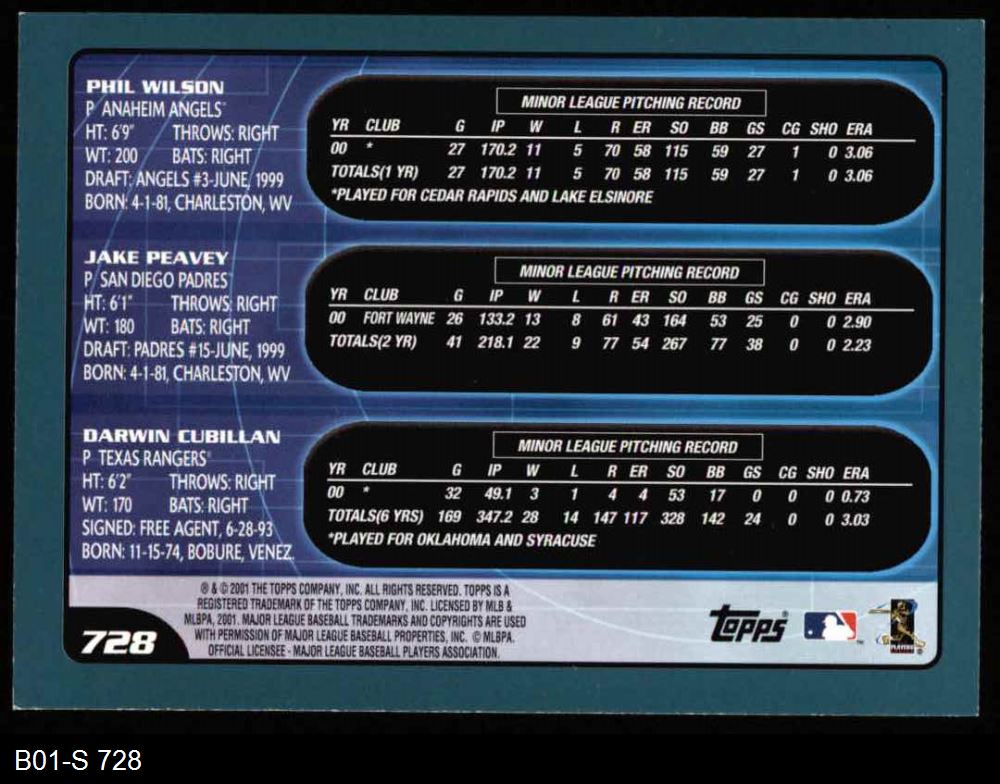 PHIL WILSON
P ANAHEIM ANGELS™
HT: 6'9" THROWS: RIGHT
WT: 200 BATS: RIGHT
DRAFT: ANGELS #3-JUNE, 1999
BORN: 4-1-81, CHARLESTON, WV
MINOR LEAGUE PITCHING RECORD
YR CLUB G IP W L R ER SO BB GS CG SHO ERA
00 * 27 170.2 11 5 70 58 115 59 27 1 0 3.06
TOTALS(1 YR) 27 170.2 11 5 70 58 115 59 27 1 0 3.06
*PLAYED FOR CEDAR RAPIDS AND LAKE ELSINORE
JAKE PEAVEY
P SAN DIEGO PADRES™
HT: 6'1" THROWS: RIGHT
WT: 180 BATS: RIGHT
DRAFT: PADRES #15-JUNE, 1999
BORN: 4-1-81, CHARLESTON, WV
MINOR LEAGUE PITCHING RECORD
YR CLUB G IP W L R ER SO BB GS CG SHO ERA
00 FORT WAYNE 26 133.2 13 8 61 43 164 53 25 0 0 2.90
TOTALS(2 YR) 41 218.1 22 9 77 54 267 77 38 0 0 2.23
DARWIN CUBILLAN
P TEXAS RANGERS™
HT: 6'2" THROWS: RIGHT
WT: 170 BATS: RIGHT
SIGNED: FREE AGENT, 6-28-93
BORN: 11-15-74, BOBURE, VENEZ.
MINOR LEAGUE PITCHING RECORD
YR CLUB G IP W L R ER SO BB GS CG SHO ERA
00 * 32 49.1 3 1 4 4 53 17 0 0 0 0.73
TOTALS(6 YRS) 169 347.2 28 14 147 117 328 142 24 0 0 3.03
*PLAYED FOR OKLAHOMA AND SYRACUSE
® & © 2001 THE TOPPS COMPANY, INC. ALL RIGHTS RESERVED. TOPPS IS A
REGISTERED TRADEMARK OF THE TOPPS COMPANY, INC. LICENSED BY MLB &
MLBPA, 2001. MAJOR LEAGUE BASEBALL TRADEMARKS AND COPYRIGHTS ARE USED
WITH PERMISSION OF MAJOR LEAGUE BASEBALL PROPERTIES, INC. © MLBPA.
OFFICIAL LICENSEE - MAJOR LEAGUE BASEBALL PLAYERS ASSOCIATION.
728
Topps®
PLAYERS
B01-S 728